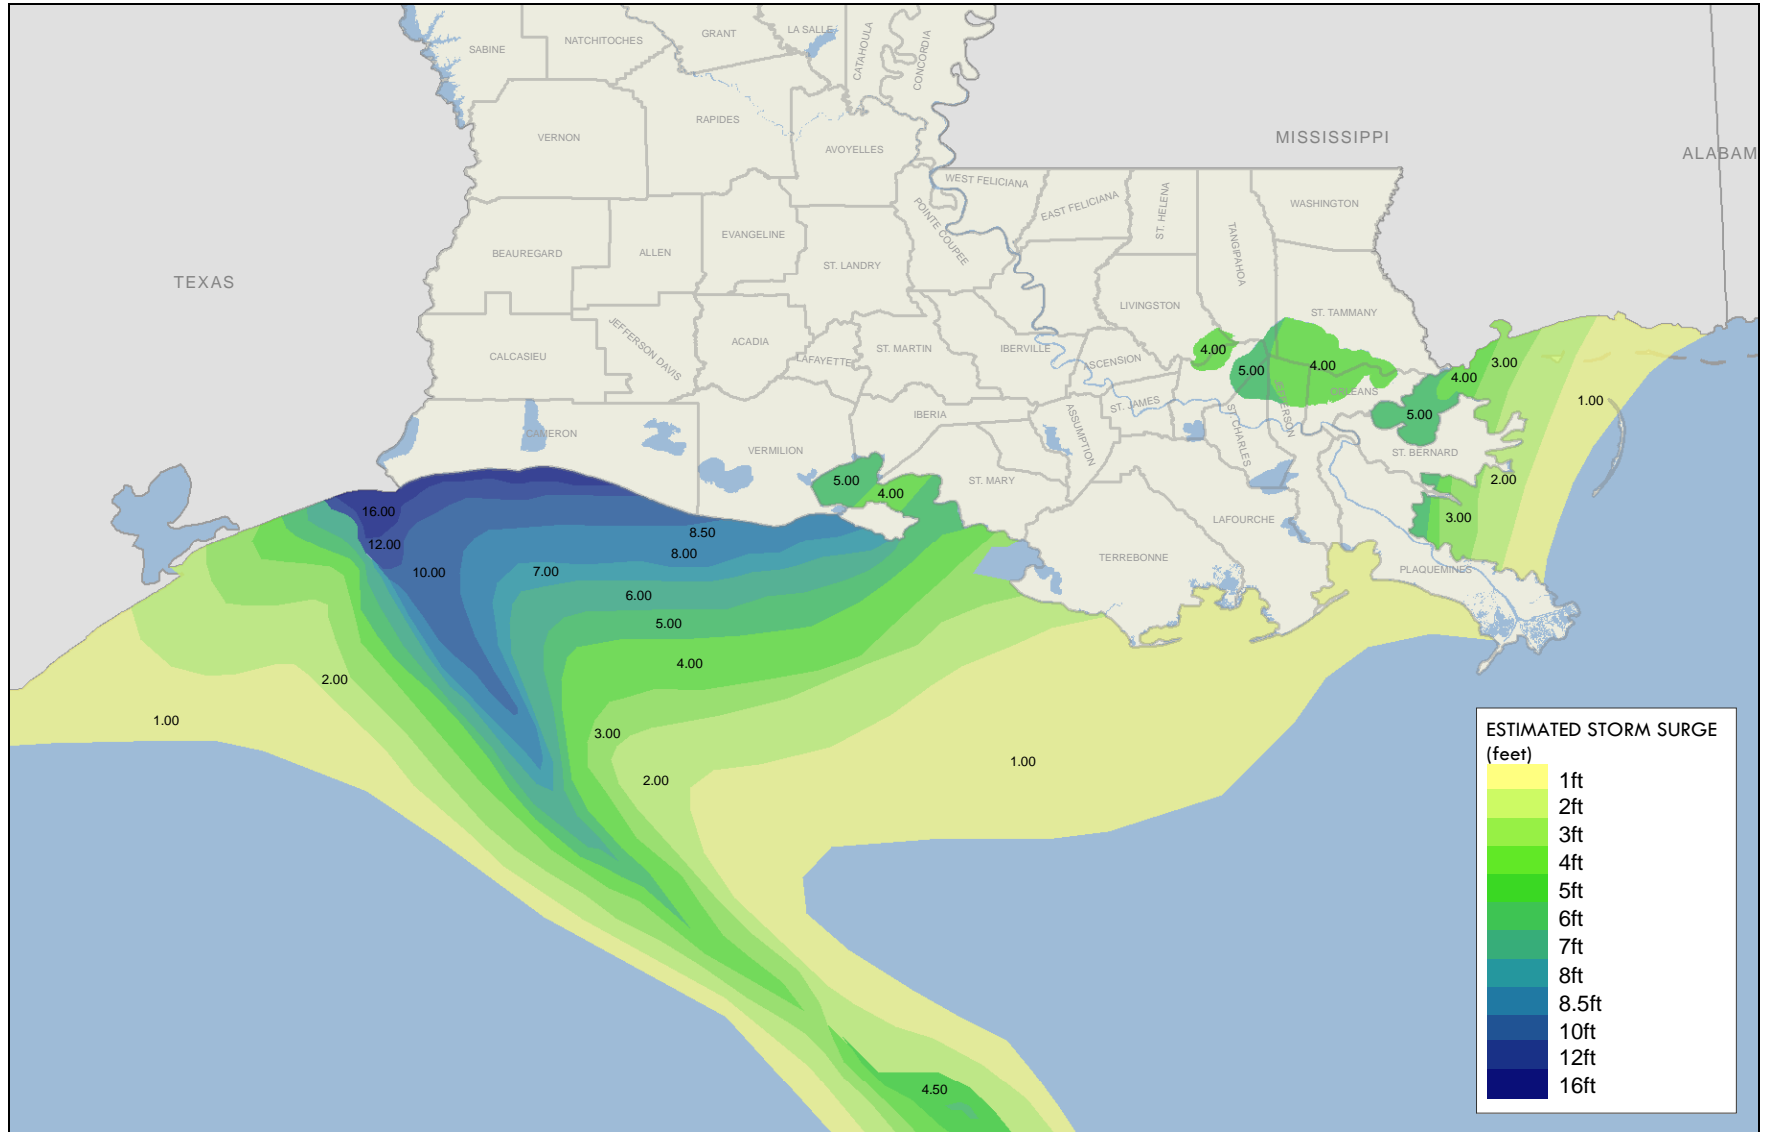 SABINE
NATCHITOCHES
GRANT
LA SALLE
CATAHOULA
CONCORDIA
VERNON
RAPIDES
AVOYELLES
MISSISSIPPI
ALABAM
WEST FELICIANA
EAST FELICIANA
ST. HELENA
WASHINGTON
POINTE COUPEE
TANGIPAHOA
BEAUREGARD
ALLEN
EVANGELINE
ST. LANDRY
TEXAS
LIVINGSTON
ST. TAMMANY
CALCASIEU
JEFFERSON DAVIS
ACADIA
LAFAYETTE
ST. MARTIN
IBERVILLE
ASCENSION
4.00
5.00
4.00
4.00
3.00
1.00
ORLEANS
JEFFERSON
ST. JAMES
ASSUMPTION
ST. CHARLES
5.00
CAMERON
VERMILION
IBERIA
ST. BERNARD
5.00
4.00
ST. MARY
2.00
16.00
LAFOURCHE
3.00
12.00
8.50
8.00
TERREBONNE
PLAQUEMINES
10.00
7.00
6.00
5.00
4.00
2.00
1.00
3.00
2.00
1.00
4.50
ESTIMATED STORM SURGE
(feet)
1ft
2ft
3ft
4ft
5ft
6ft
7ft
8ft
8.5ft
10ft
12ft
16ft